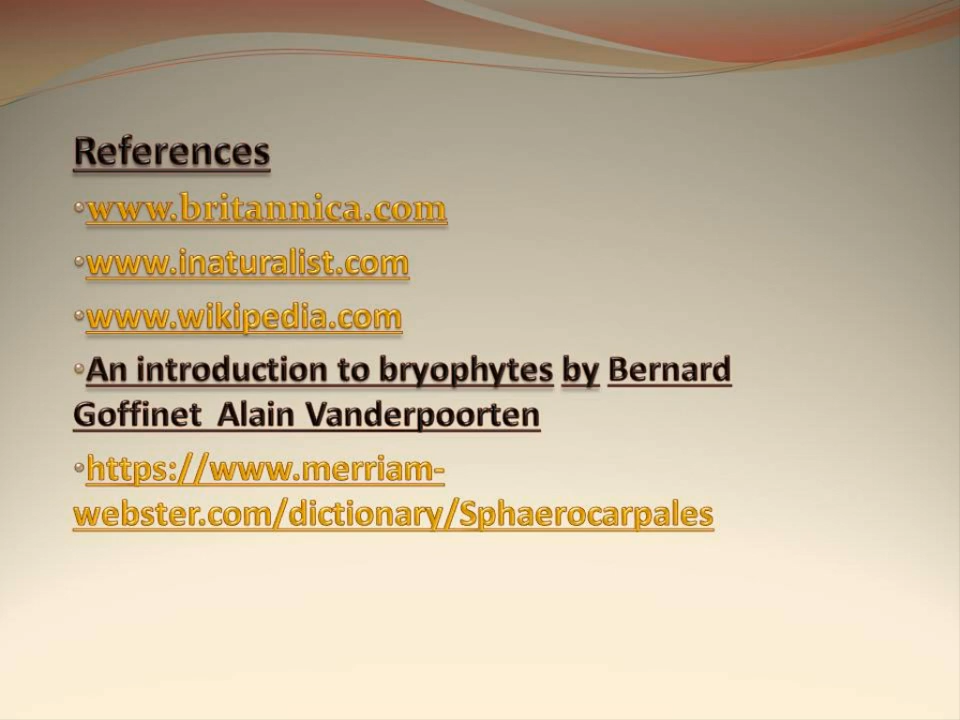 References
•www.britannica.com
•www.inaturalist.com
•www.wikipedia.com
•An introduction to bryophytes by Bernard
Goffinet Alain Vanderpoorten
•https://www.merriam-
webster.com/dictionary/Sphaerocarpales